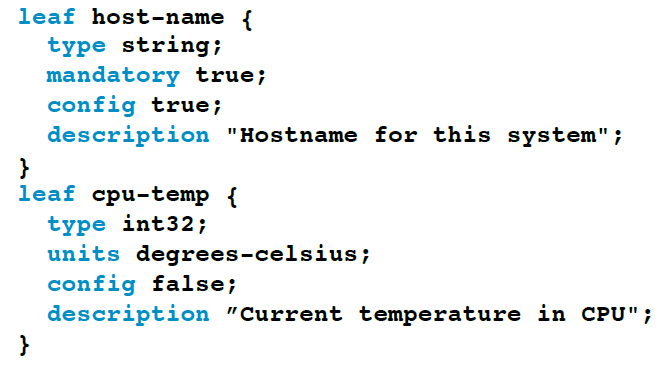 leaf host-name {
  type string;
  mandatory true;
  config true;
  description "Hostname for this system";
}
leaf cpu-temp {
  type int32;
  units degrees-celsius;
  config false;
  description ”Current temperature in CPU";
}